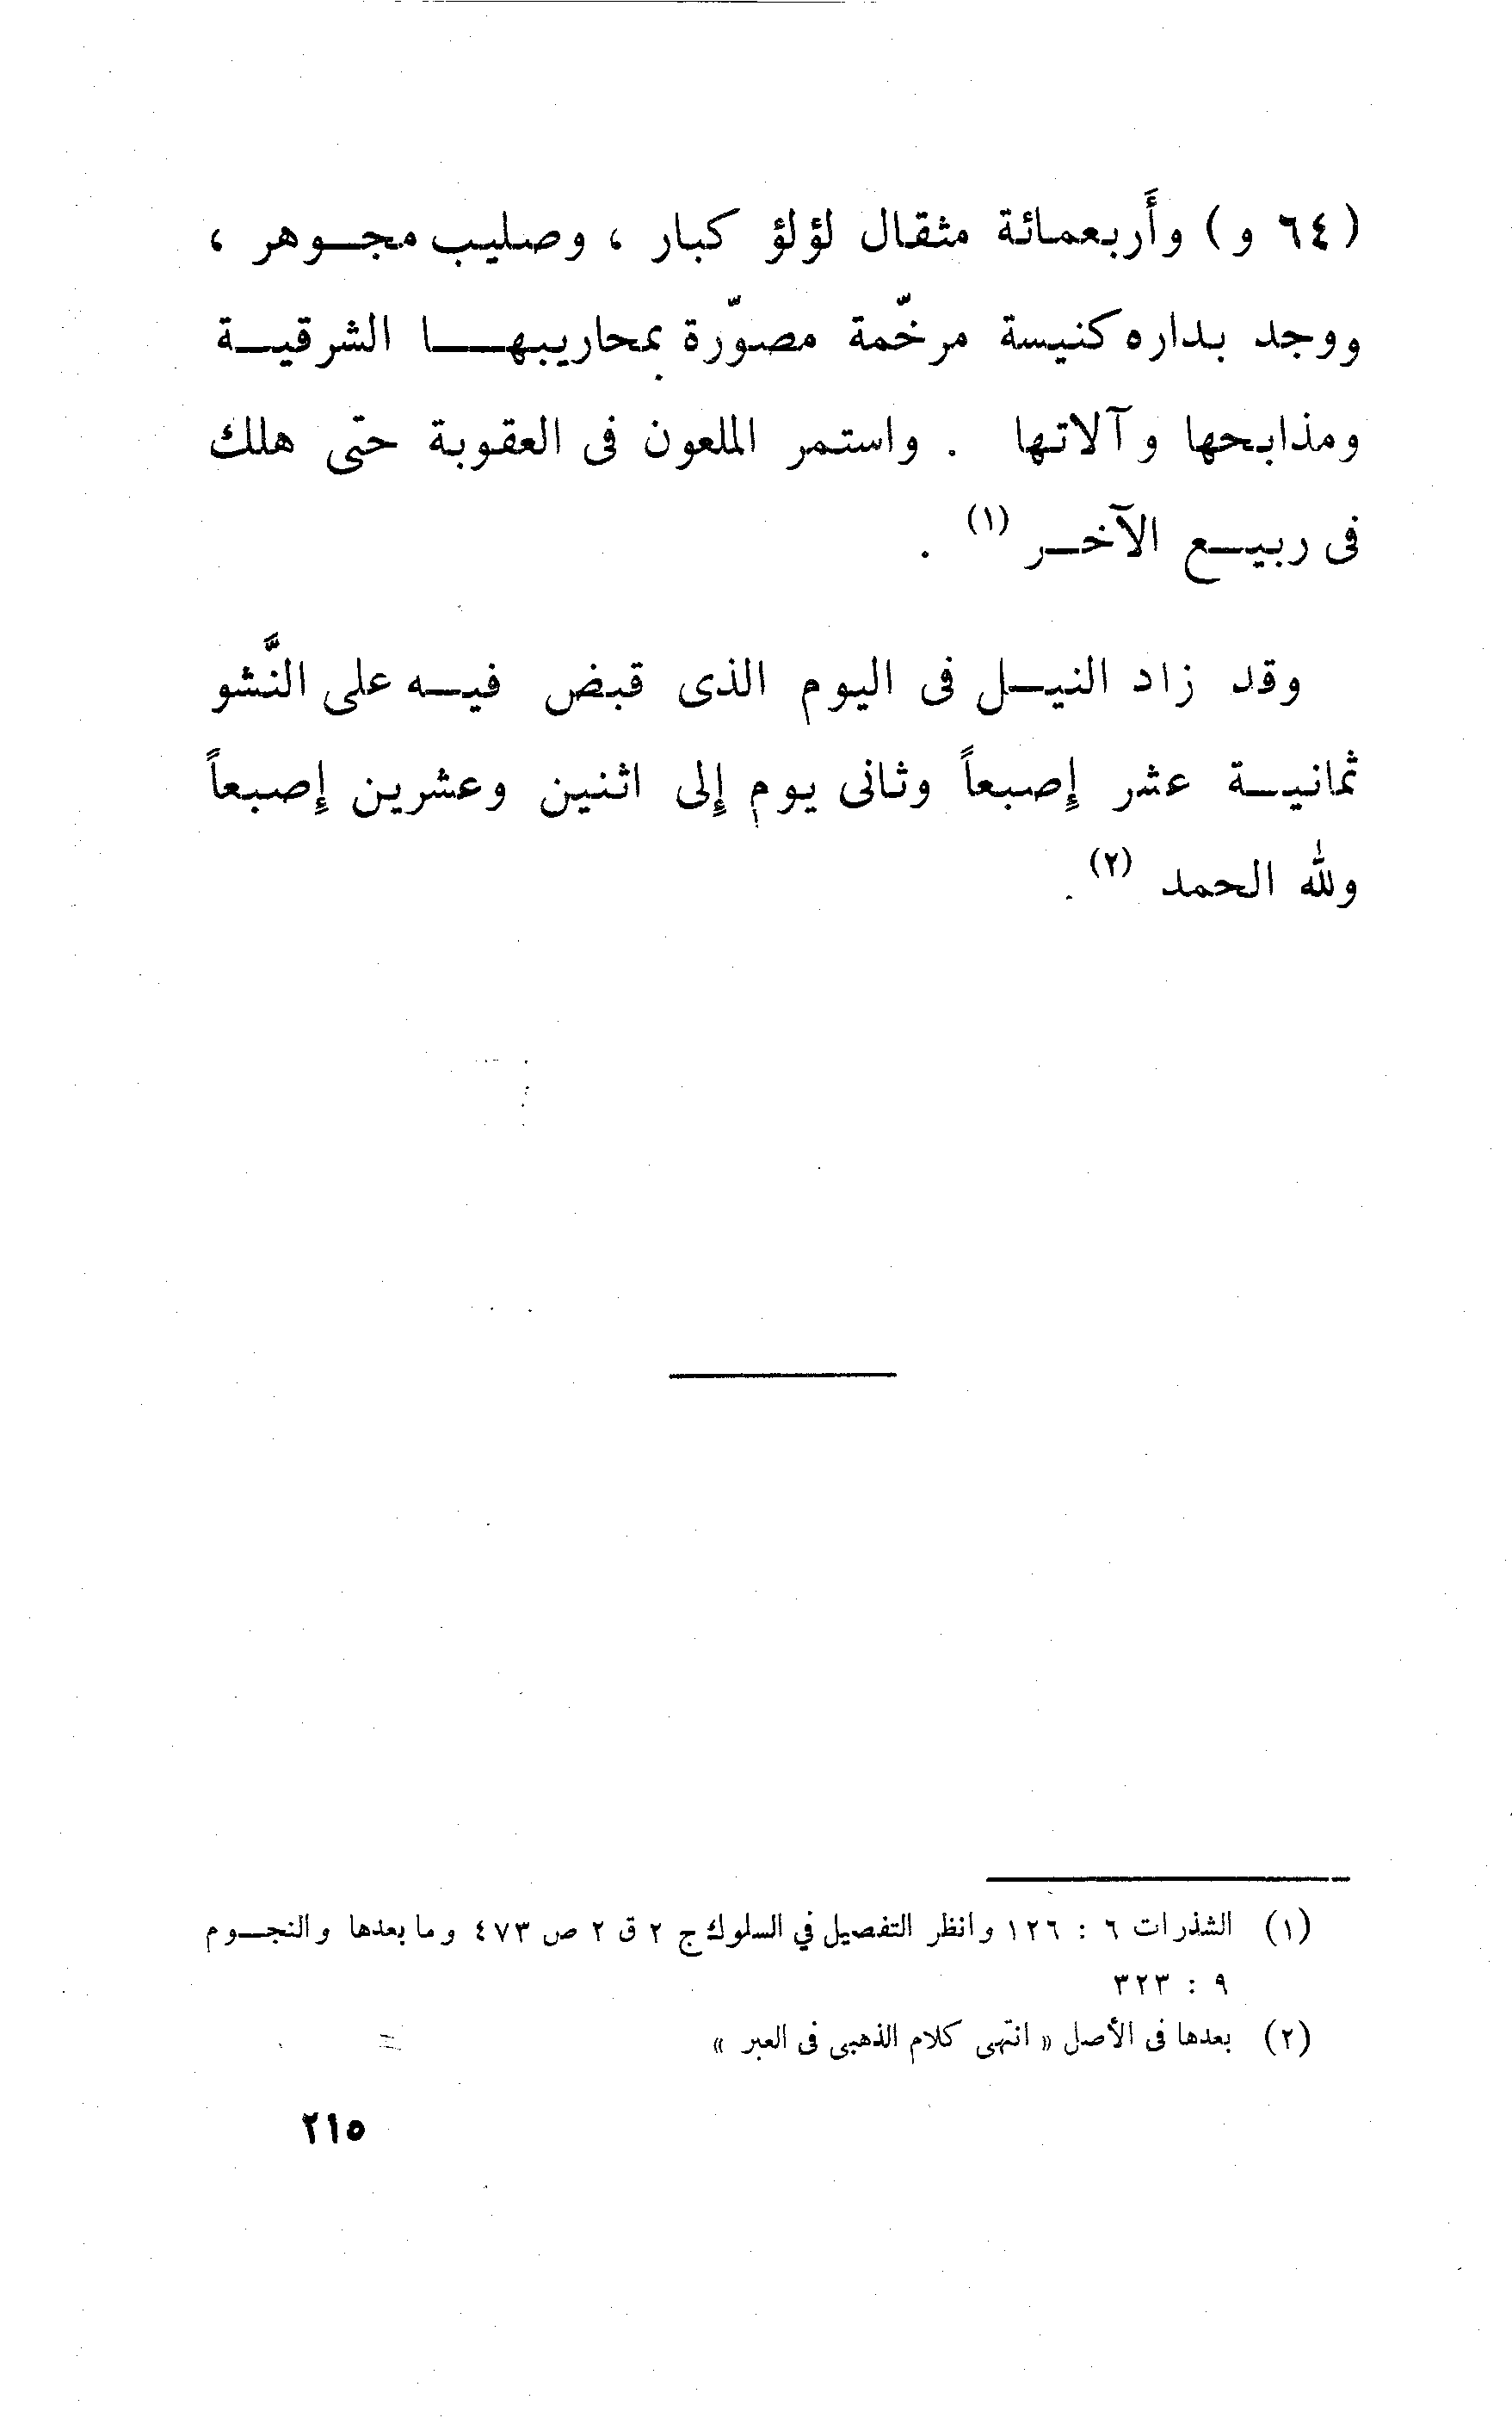 (٦٤ و) وأَربعمائة مثقال لؤلؤ كبار ، وصليب مجوهر ،
ووجد بداره كنيسة مرخّمة مصوّرة بمحاريبها الشرقية
ومذابحها وآلاتها . واستمر الملعون فى العقوبة حتى هلك
فى ربيع الآخر (١) .
وقد زاد النيل فى اليوم الذى قبض فيه على النَّشو
ثمانية عشر إصبعاً وثانى يوم إلى اثنين وعشرين إصبعاً
ولله الحمد (٢) .
(١) الشذرات ٦ : ١٢٦ وانظر التفصيل في السلوك ج ٢ ق ٢ ص ٤٧٣ وما بعدها والنجوم
٩ : ٣٢٣
(٢) بعدها فى الأصل « انتهى كلام الذهبى فى العبر »
٢١٥